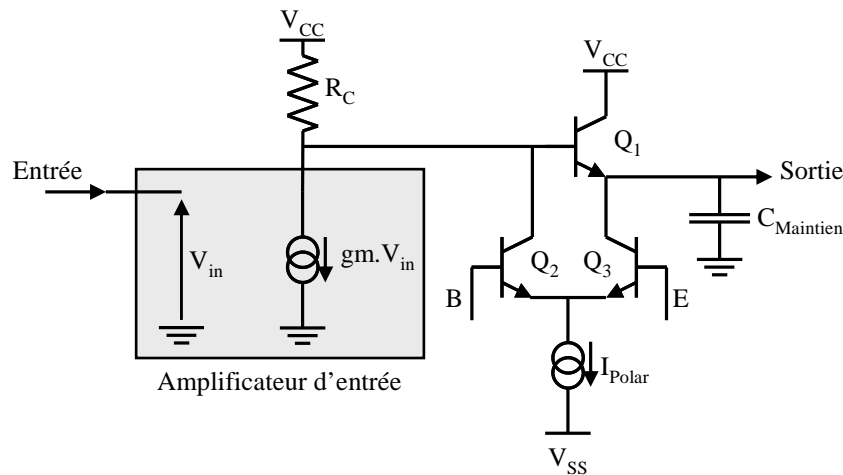 V_CC
R_C
V_CC
Q_1
Entrée
Sortie
C_Maintien
V_in
gm.V_in
Q_2
Q_3
B
E
I_Polar
Amplificateur d'entrée
V_SS